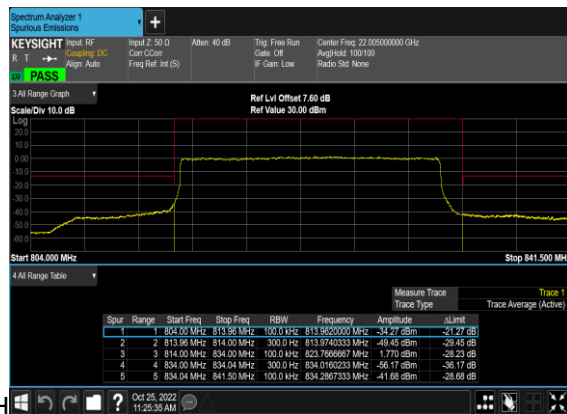 Spectrum Analyzer 1
Spurious Emissions
KEYSIGHT Input: RF Input Z: 50 Ω Atten: 40 dB Trig: Free Run Center Freq: 22.005000000 GHz
R T Coupling: DC Corr CCorr Gate: Off Avg|Hold: 100/100
Align: Auto Freq Ref: Int (S) IF Gain: Low Radio Std: None
LXI PASS
3 All Range Graph
Ref Lvl Offset 7.60 dB
Scale/Div 10.0 dB Ref Value 30.00 dBm
Log
20.0
10.0
0.00
-10.0
-20.0
-30.0
-40.0
-50.0
-60.0
Start 804.000 MHz Stop 841.500 MHz
4 All Range Table
Measure Trace Trace 1
Trace Type Trace Average (Active)
Spur Range Start Freq Stop Freq RBW Frequency Amplitude ΔLimit
1 1 804.00 MHz 813.96 MHz 100.0 kHz 813.9620000 MHz -34.27 dBm -21.27 dB
2 2 813.96 MHz 814.00 MHz 300.0 Hz 813.9740333 MHz -49.45 dBm -29.45 dB
3 3 814.00 MHz 834.00 MHz 100.0 kHz 823.7666667 MHz 1.770 dBm -28.23 dB
4 4 834.00 MHz 834.04 MHz 300.0 Hz 834.0160233 MHz -56.17 dBm -36.17 dB
5 5 834.04 MHz 841.50 MHz 100.0 kHz 834.2867333 MHz -41.68 dBm -28.68 dB
H
? Oct 25, 2022
11:25:35 AM